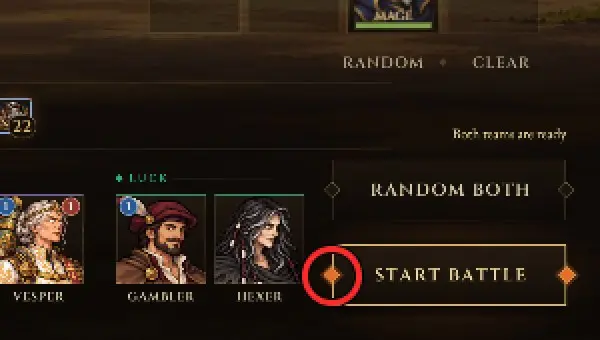 MAGE
RANDOM ◆ CLEAR
22
Both teams are ready
◆ LUCK
RANDOM BOTH
1 1 1
START BATTLE
VESPER GAMBLER HEXER